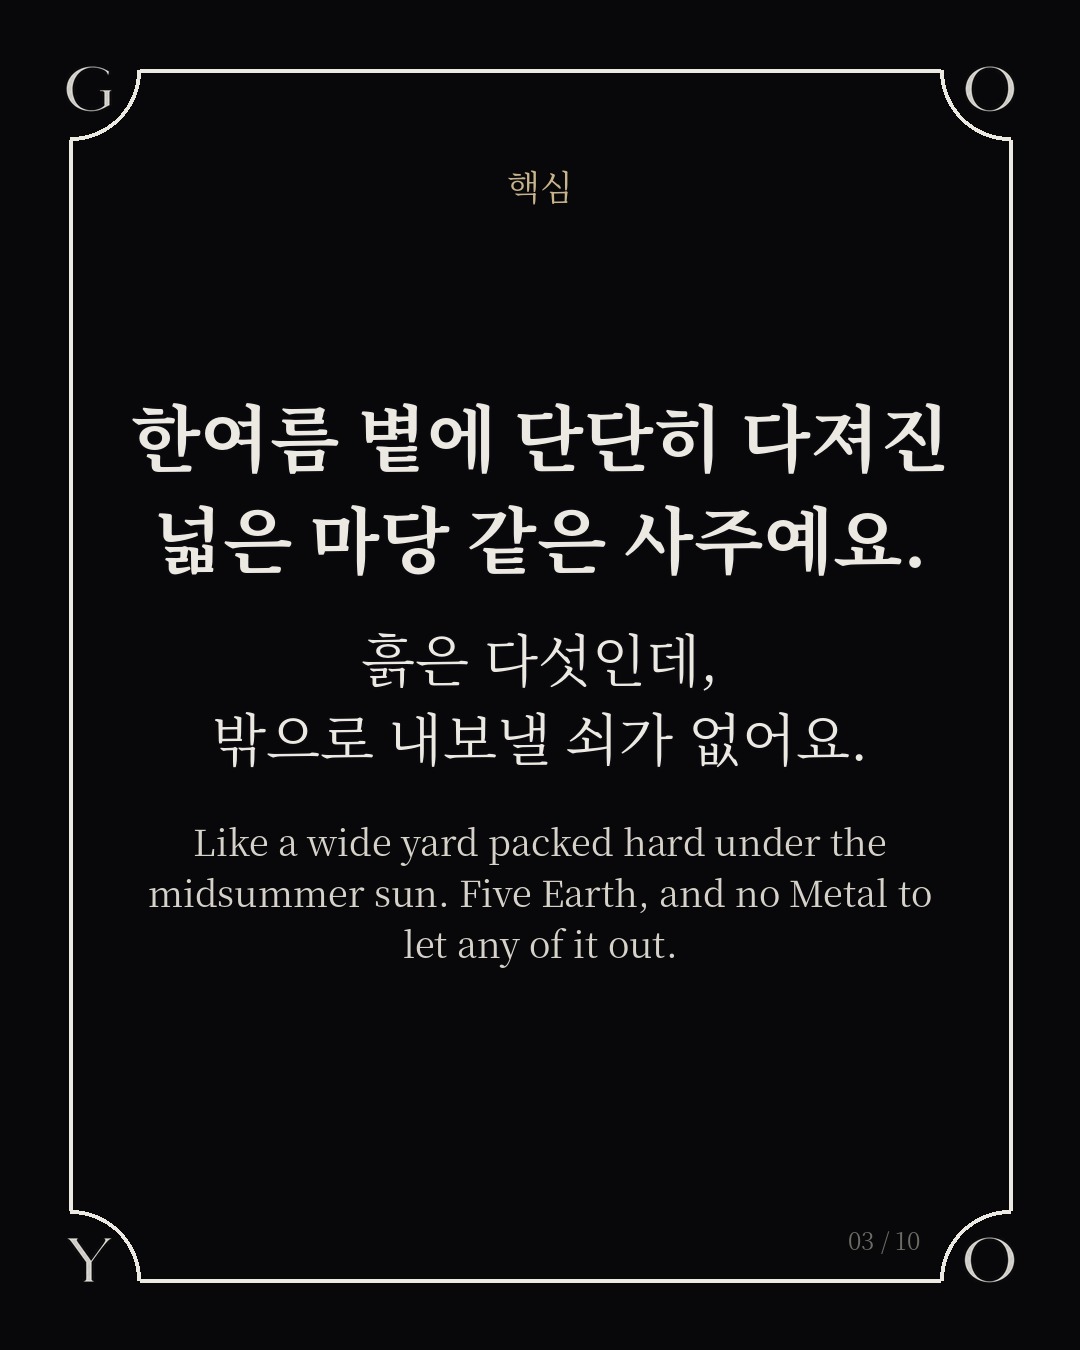 G O
핵심
한여름 볕에 단단히 다져진
넓은 마당 같은 사주예요.
흙은 다섯인데,
밖으로 내보낼 쇠가 없어요.
Like a wide yard packed hard under the
midsummer sun. Five Earth, and no Metal to
let any of it out.
03 / 10
Y O